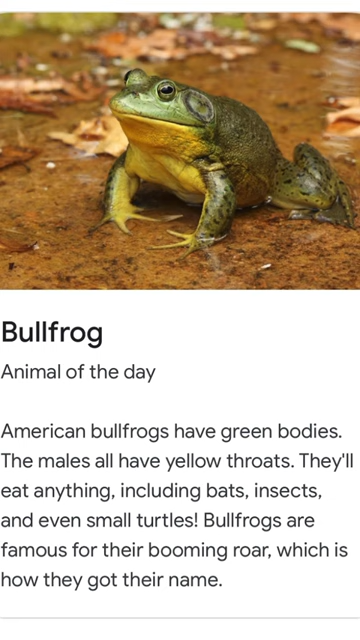 Bullfrog
Animal of the day
American bullfrogs have green bodies.
The males all have yellow throats. They'll
eat anything, including bats, insects,
and even small turtles! Bullfrogs are
famous for their booming roar, which is
how they got their name.